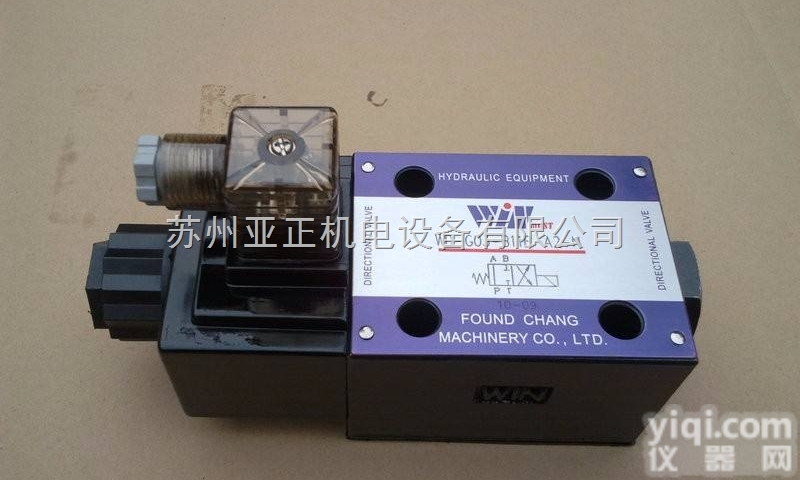 HYDRAULIC EQUIPMENT
DIRECTIONAL VALVE
WiN
DIRECTIONAL VALVE
苏州亚正机电设备有限公司
A B
P T
10-09
FOUND CHANG
MACHINERY CO., LTD.
WiN
yiqi.com
仪器网